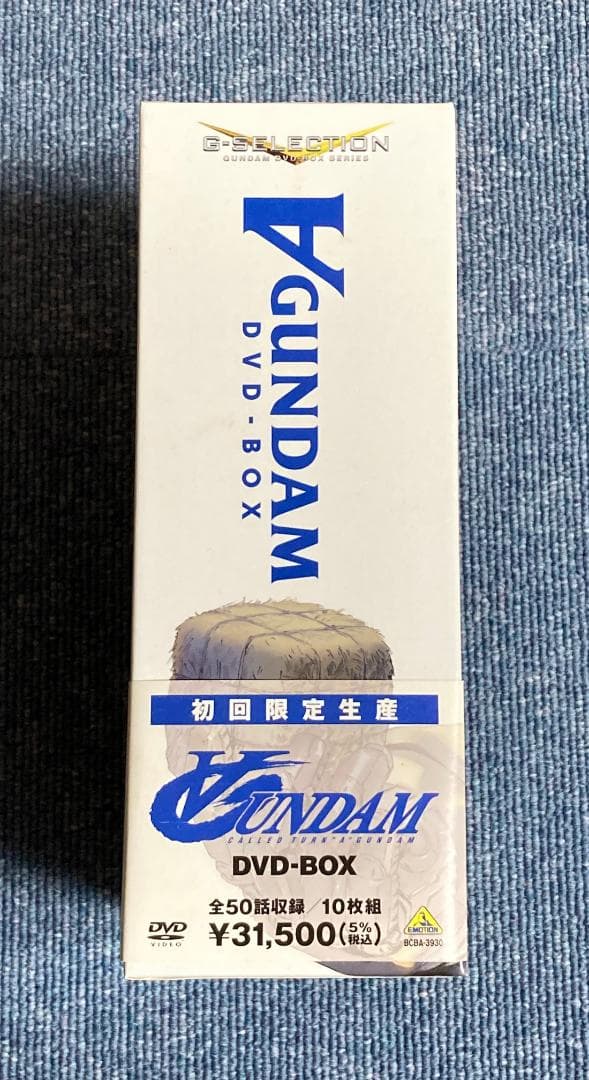 G-SELECTION
GUNDAM DVD-BOX SERIES
∀GUNDAM
DVD-BOX
初回限定生産
∀GUNDAM
CALLED TURN "A" GUNDAM
DVD-BOX
全50話収録/10枚組
¥31,500(5%税込)
DVD
VIDEO
EMOTION
BCBA-3930